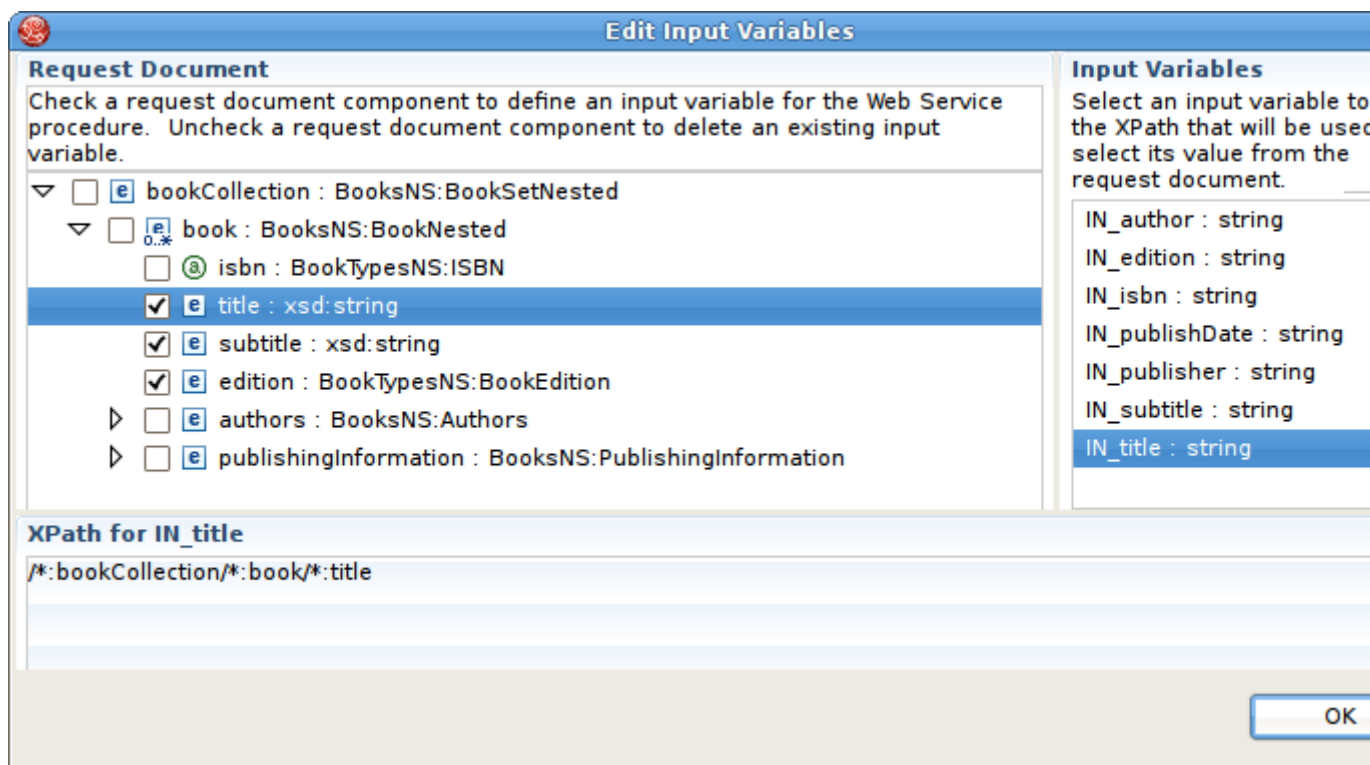 Edit Input Variables
Request Document
Check a request document component to define an input variable for the Web Service
procedure.  Uncheck a request document component to delete an existing input
variable.
e bookCollection : BooksNS:BookSetNested
e 0..* book : BooksNS:BookNested
a isbn : BookTypesNS:ISBN
e title : xsd:string
e subtitle : xsd:string
e edition : BookTypesNS:BookEdition
e authors : BooksNS:Authors
e publishingInformation : BooksNS:PublishingInformation
Input Variables
Select an input variable to
the XPath that will be used
select its value from the
request document.
IN_author : string
IN_edition : string
IN_isbn : string
IN_publishDate : string
IN_publisher : string
IN_subtitle : string
IN_title : string
XPath for IN_title
/*:bookCollection/*:book/*:title
OK